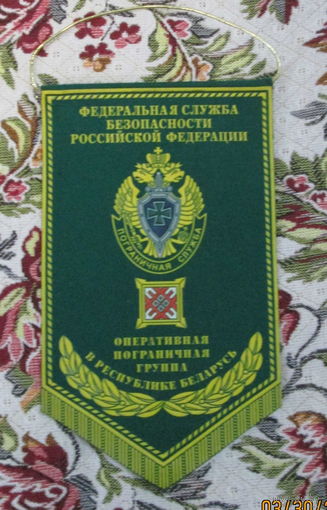 ФЕДЕРАЛЬНАЯ СЛУЖБА
БЕЗОПАСНОСТИ
РОССИЙСКОЙ ФЕДЕРАЦИИ
ПОГРАНИЧНАЯ СЛУЖБА
ОПЕРАТИВНАЯ
ПОГРАНИЧНАЯ
ГРУППА
В РЕСПУБЛИКЕ БЕЛАРУСЬ